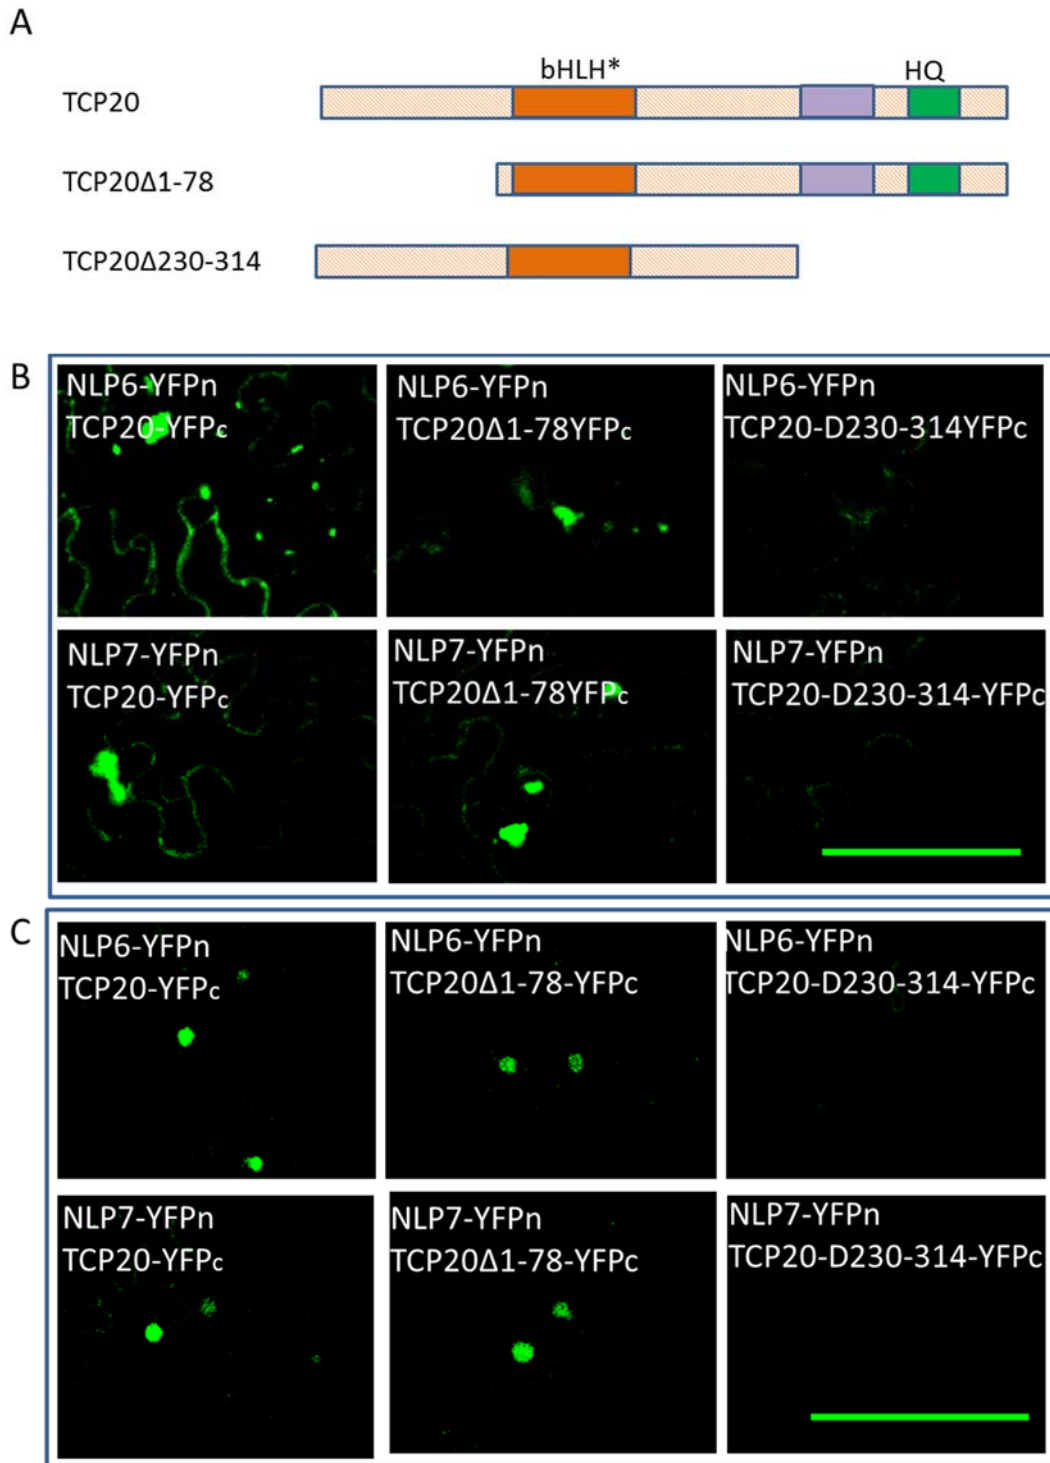 A
bHLH*
HQ
TCP20
TCP20Δ1-78
TCP20Δ230-314
B
NLP6-YFPn
TCP20-YFPc
NLP6-YFPn
TCP20Δ1-78YFPc
NLP6-YFPn
TCP20-D230-314YFPc
NLP7-YFPn
TCP20-YFPc
NLP7-YFPn
TCP20Δ1-78YFPc
NLP7-YFPn
TCP20-D230-314-YFPc
C
NLP6-YFPn
TCP20-YFPc
NLP6-YFPn
TCP20Δ1-78-YFPc
NLP6-YFPn
TCP20-D230-314-YFPc
NLP7-YFPn
TCP20-YFPc
NLP7-YFPn
TCP20Δ1-78-YFPc
NLP7-YFPn
TCP20-D230-314-YFPc